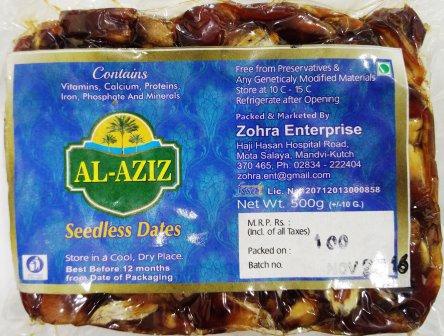 Contains
Vitamins, Calcium, Proteins,
Iron, Phosphate And Minerals
AL-AZIZ
Seedless Dates
Store in a Cool, Dry Place.
Best Before 12 months
from Date of Packaging
Free from Preservatives &
Any Geneticaly Modified Materials
Store at 10 C - 15 C
Refrigerate after Opening
Packed & Marketed By
Zohra Enterprise
Haji Hasan Hospital Road,
Mota Salaya, Mandvi-Kutch
370 465, Ph: 02834 - 222404
zohra.ent@gmail.com
fssai Lic. No. 20712013000858
Net Wt. 500g (+/-10 G.)
M.R.P. Rs. :
(Incl. of all Taxes)
100
Packed on :
Batch no.
NOV